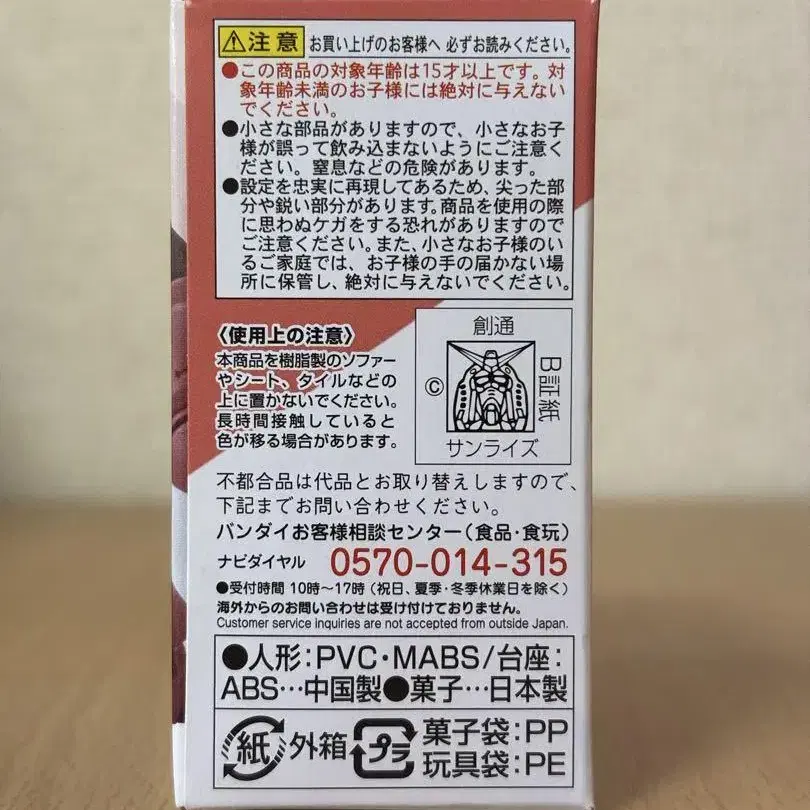 ⚠注意 お買い上げのお客様へ 必ずお読みください。
●この商品の対象年齢は15才以上です。対
象年齢未満のお子様には絶対に与えない
でください。
●小さな部品がありますので、小さなお子
様が誤って飲み込まないようにご注意く
ださい。窒息などの危険があります。
●設定を忠実に再現してあるため、尖った部
分や鋭い部分があります。商品を使用の際
に思わぬケガをする恐れがありますので
ご注意ください。また、小さなお子様のい
るご家庭では、お子様の手の届かない場
所に保管し、絶対に与えないでください。
〈使用上の注意〉
本商品を樹脂製のソファー
やシート、タイルなどの
上に置かないでください。
長時間接触していると
色が移る場合があります。
創通
©
B証紙
サンライズ
不都合品は代品とお取り替えしますので、
下記までお問い合わせください。
バンダイお客様相談センター(食品・食玩)
ナビダイヤル 0570-014-315
●受付時間 10時～17時(祝日、夏季・冬季休業日を除く)
海外からのお問い合わせは受け付けておりません。
Customer service inquiries are not accepted from outside Japan.
●人形:PVC・MABS/台座:
ABS…中国製●菓子…日本製
紙 外箱 プラ 菓子袋:PP
玩具袋:PE